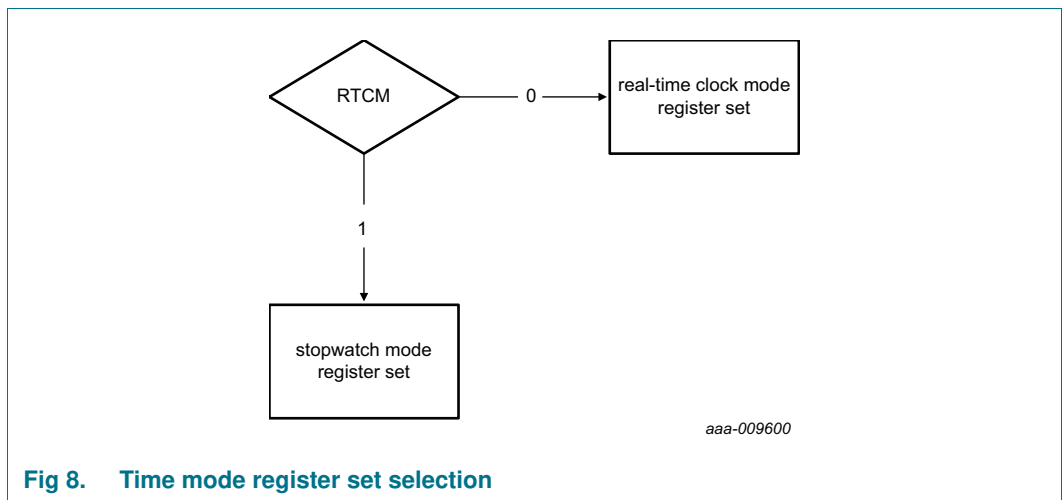 RTCM
0
real-time clock mode
register set
1
stopwatch mode
register set
aaa-009600
Fig 8. Time mode register set selection